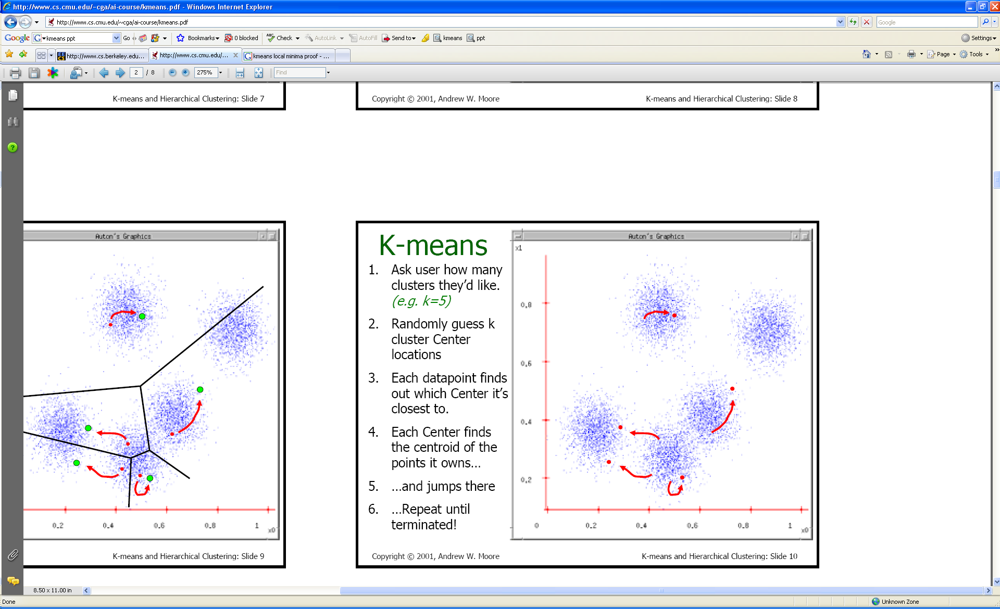 http://www.cs.cmu.edu/~cga/ai-course/kmeans.pdf - Windows Internet Explorer
http://www.cs.cmu.edu/~cga/ai-course/kmeans.pdf
Google
Google
kmeans ppt
Go
Bookmarks
0 blocked
ABC
Check
AutoLink
AutoFill
Send to
kmeans
ppt
Settings
http://www.cs.berkeley.edu...
http://www.cs.cmu.edu/...
kmeans local minima proof - ...
Page
Tools
2 / 8
275%
Find
K-means and Hierarchical Clustering: Slide 7
Copyright © 2001, Andrew W. Moore
K-means and Hierarchical Clustering: Slide 8
Auton's Graphics
0.2 0.4 0.6 0.8 1 x0
K-means and Hierarchical Clustering: Slide 9
K-means
1. Ask user how many
clusters they'd like.
(e.g. k=5)
2. Randomly guess k
cluster Center
locations
3. Each datapoint finds
out which Center it's
closest to.
4. Each Center finds
the centroid of the
points it owns…
5. …and jumps there
6. …Repeat until
terminated!
Auton's Graphics
x1
0.8
0.6
0.4
0.2
0 0.2 0.4 0.6 0.8 1 x0
Copyright © 2001, Andrew W. Moore
K-means and Hierarchical Clustering: Slide 10
8.50 x 11.00 in
Done
Unknown Zone